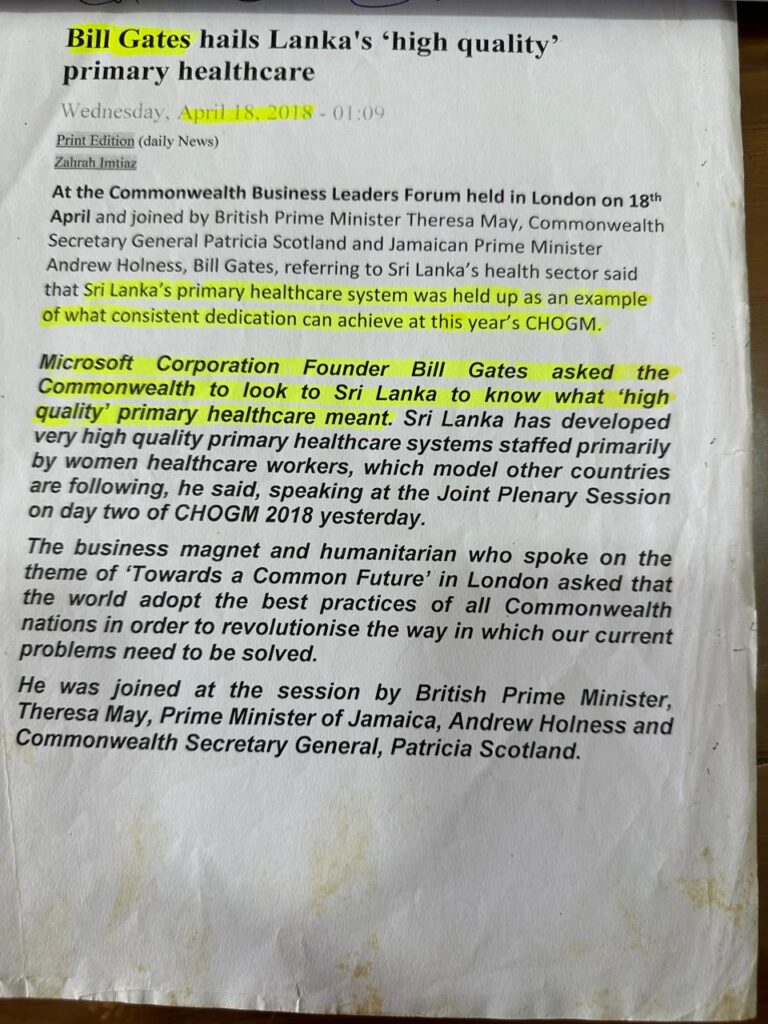 Bill Gates hails Lanka's ‘high quality’
primary healthcare
Wednesday, April 18, 2018 - 01:09
Print Edition (daily News)
Zahrah Imtiaz
At the Commonwealth Business Leaders Forum held in London on 18th
April and joined by British Prime Minister Theresa May, Commonwealth
Secretary General Patricia Scotland and Jamaican Prime Minister
Andrew Holness, Bill Gates, referring to Sri Lanka’s health sector said
that Sri Lanka’s primary healthcare system was held up as an example
of what consistent dedication can achieve at this year’s CHOGM.
Microsoft Corporation Founder Bill Gates asked the
Commonwealth to look to Sri Lanka to know what ‘high
quality’ primary healthcare meant. Sri Lanka has developed
very high quality primary healthcare systems staffed primarily
by women healthcare workers, which model other countries
are following, he said, speaking at the Joint Plenary Session
on day two of CHOGM 2018 yesterday.
The business magnet and humanitarian who spoke on the
theme of ‘Towards a Common Future’ in London asked that
the world adopt the best practices of all Commonwealth
nations in order to revolutionise the way in which our current
problems need to be solved.
He was joined at the session by British Prime Minister,
Theresa May, Prime Minister of Jamaica, Andrew Holness and
Commonwealth Secretary General, Patricia Scotland.